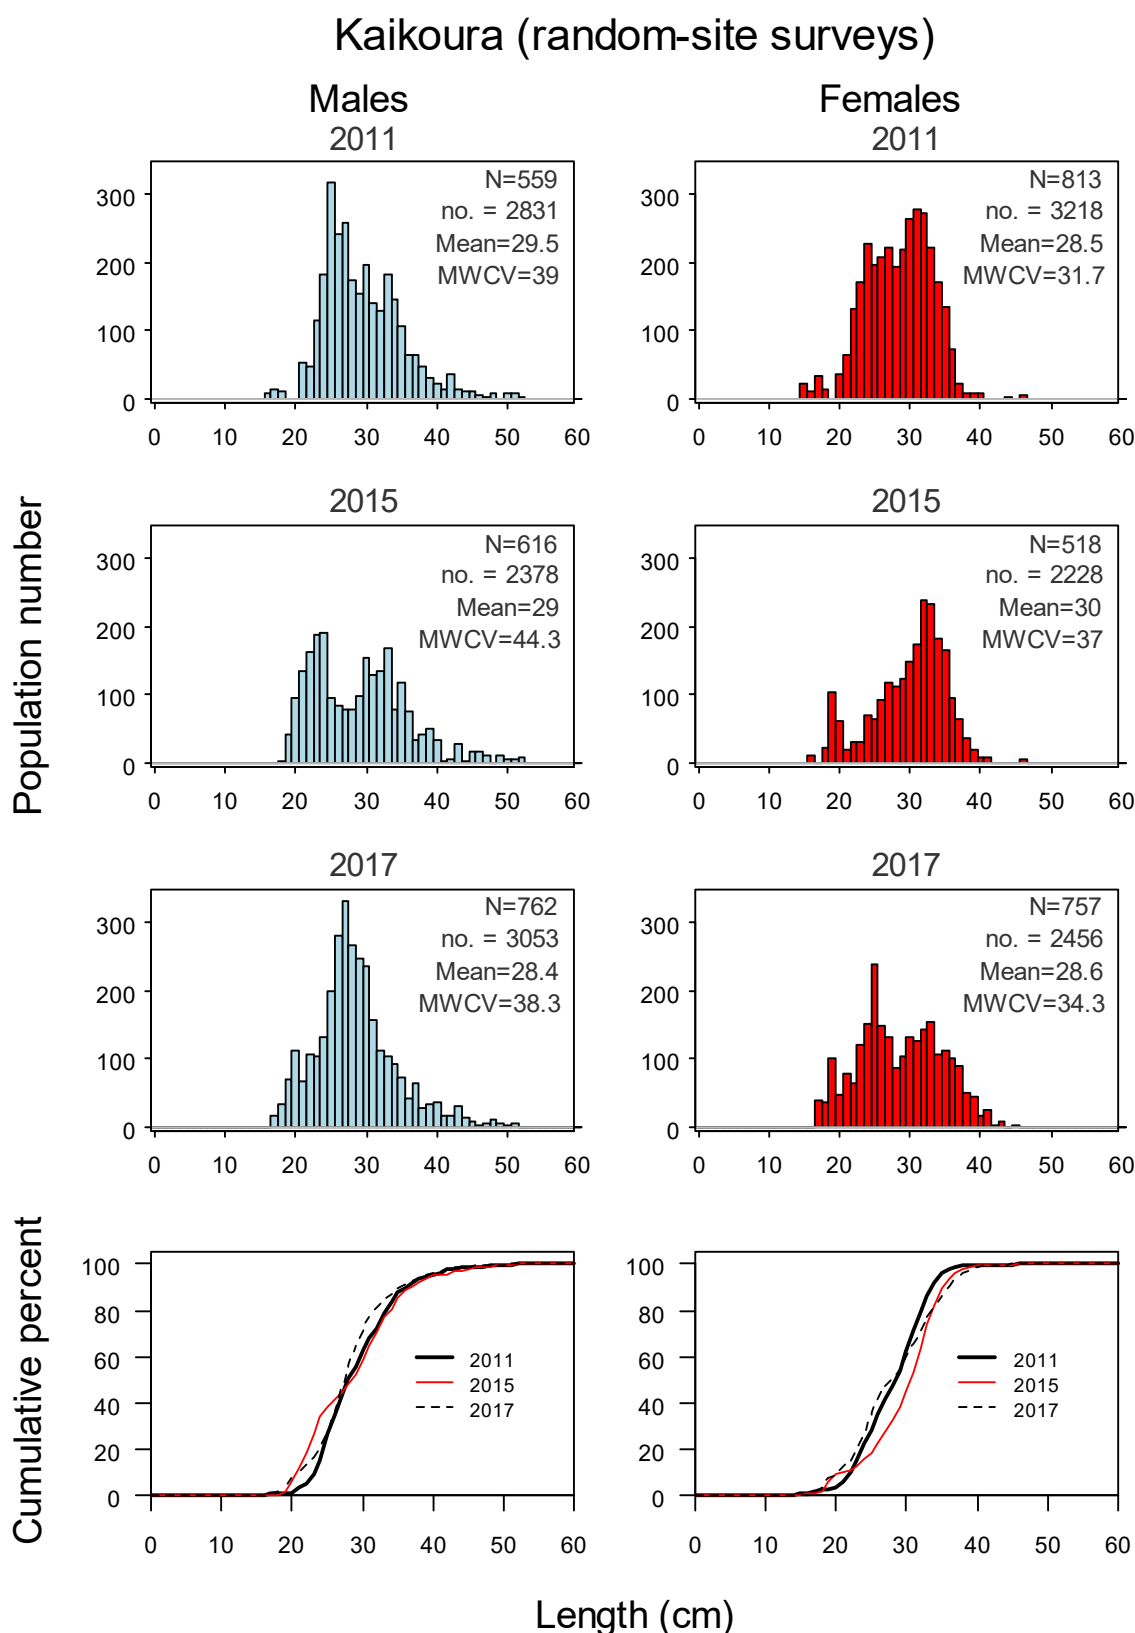 Kaikoura (random-site surveys)
Males
Females
2011
2011
N=559
no. = 2831
Mean=29.5
MWCV=39
300
200
100
0
0 10 20 30 40 50 60
N=813
no. = 3218
Mean=28.5
MWCV=31.7
300
200
100
0
0 10 20 30 40 50 60
Population number
2015
2015
N=616
no. = 2378
Mean=29
MWCV=44.3
300
200
100
0
0 10 20 30 40 50 60
N=518
no. = 2228
Mean=30
MWCV=37
300
200
100
0
0 10 20 30 40 50 60
2017
2017
N=762
no. = 3053
Mean=28.4
MWCV=38.3
300
200
100
0
0 10 20 30 40 50 60
N=757
no. = 2456
Mean=28.6
MWCV=34.3
300
200
100
0
0 10 20 30 40 50 60
Cumulative percent
100
80
60
40
20
0
2011
2015
2017
0 10 20 30 40 50 60
100
80
60
40
20
0
2011
2015
2017
0 10 20 30 40 50 60
Length (cm)